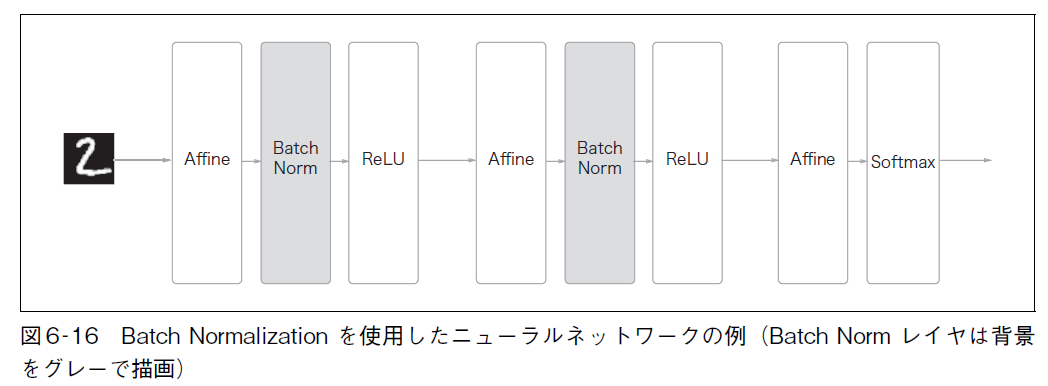 2
Affine
Batch
Norm
ReLU
Affine
Batch
Norm
ReLU
Affine
Softmax
図6-16 Batch Normalization を使用したニューラルネットワークの例（Batch Norm レイヤは背景
をグレーで描画）